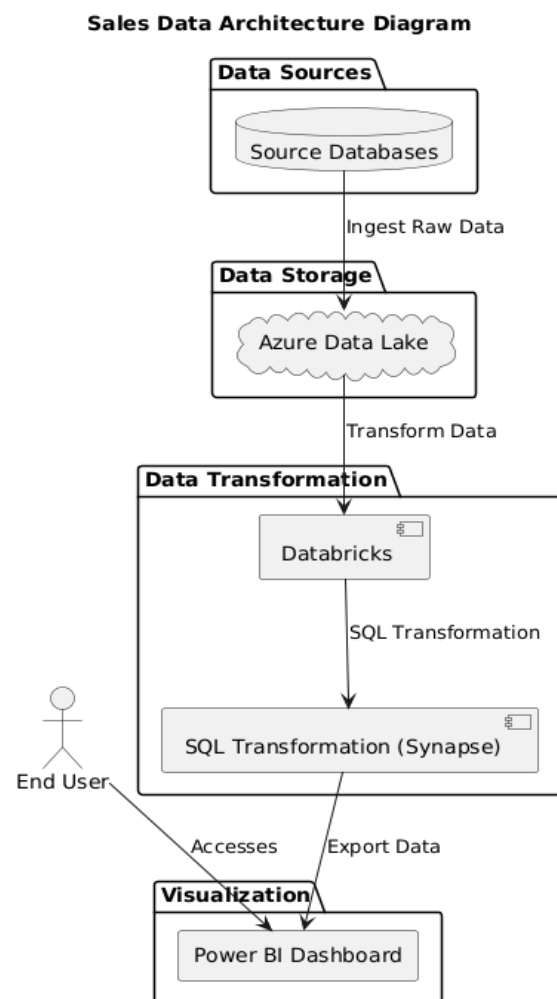 Sales Data Architecture Diagram
Data Sources
Source Databases
Ingest Raw Data
Data Storage
Azure Data Lake
Transform Data
Data Transformation
Databricks
SQL Transformation
SQL Transformation (Synapse)
End User
Accesses
Export Data
Visualization
Power BI Dashboard